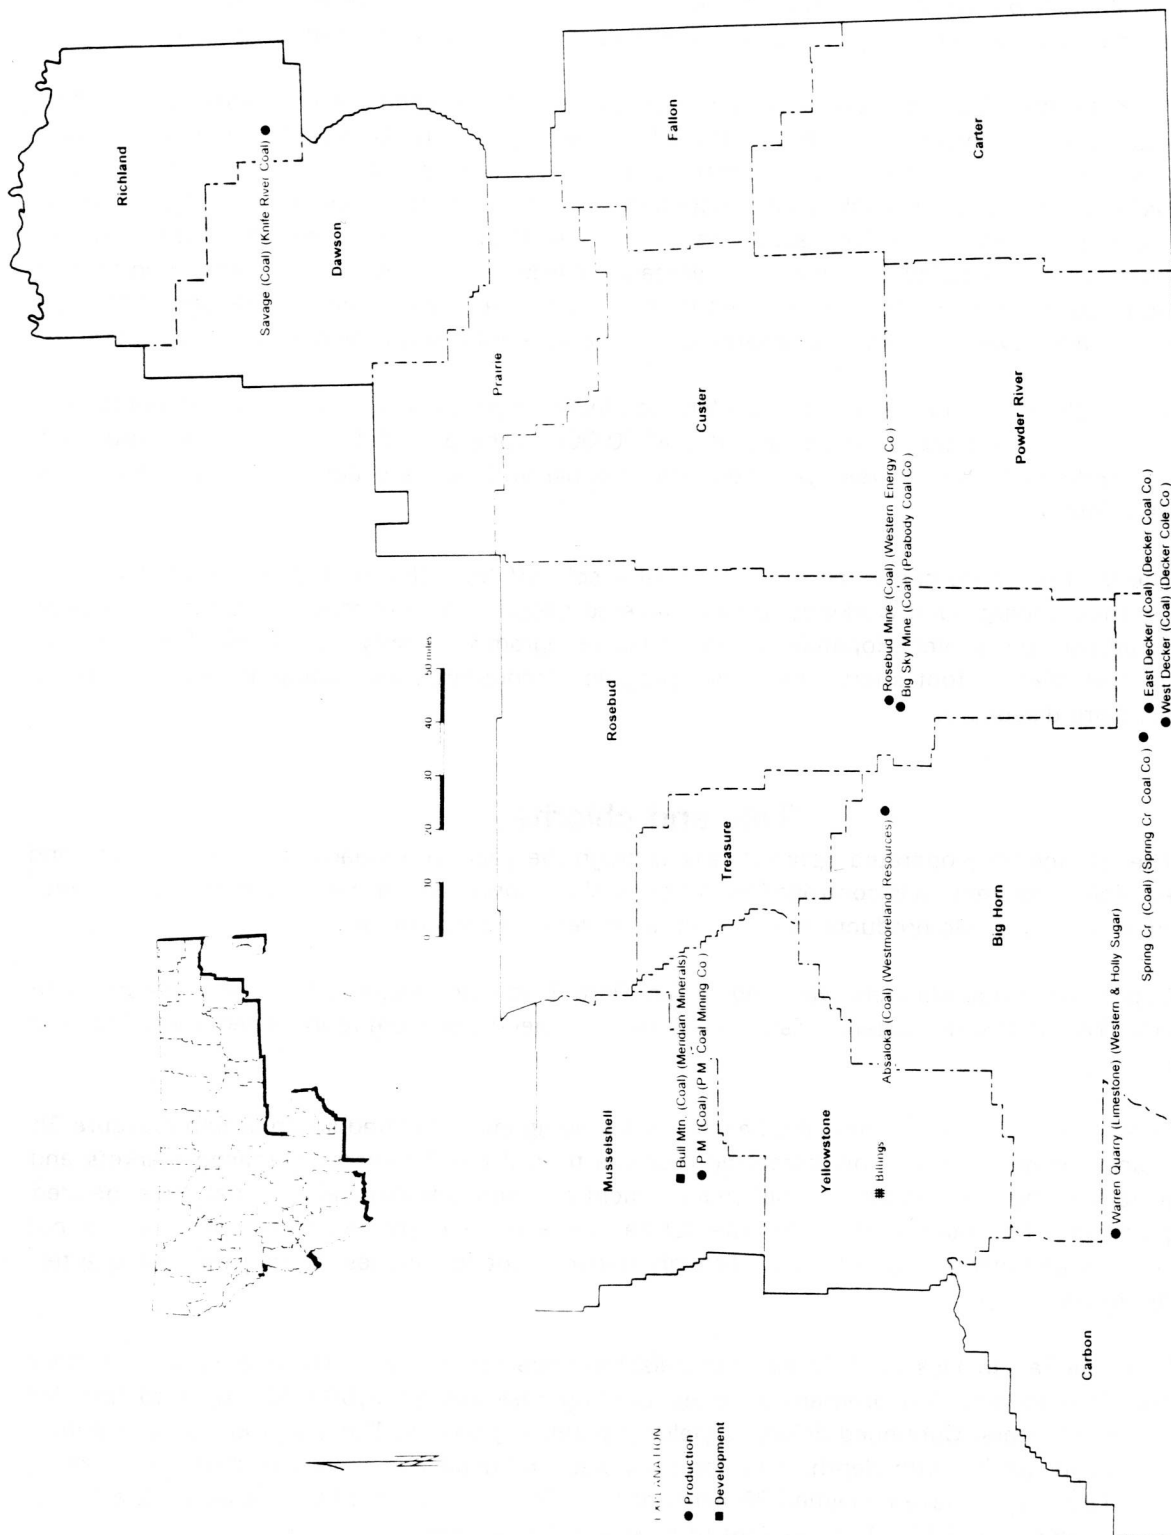 Richland
Savage (Coal) (Knife River Coal)
Dawson
Prairie
Fallon
Carter
Custer
Powder River
0 10 20 30 40 50 miles
Rosebud
Rosebud Mine (Coal) (Western Energy Co )
Big Sky Mine (Coal) (Peabody Coal Co )
Treasure
Musselshell
Bull Mtn. (Coal) (Meridian Minerals)
P M (Coal) (P M Coal Mining Co )
Yellowstone
Billings
Absaloka (Coal) (Westmoreland Resources)
Big Horn
Spring Cr (Coal) (Spring Cr Coal Co )
East Decker (Coal) (Decker Coal Co )
West Decker (Coal) (Decker Cole Co )
Warren Quarry (Limestone) (Western & Holly Sugar)
Carbon
EXPLANATION
Production
Development
N